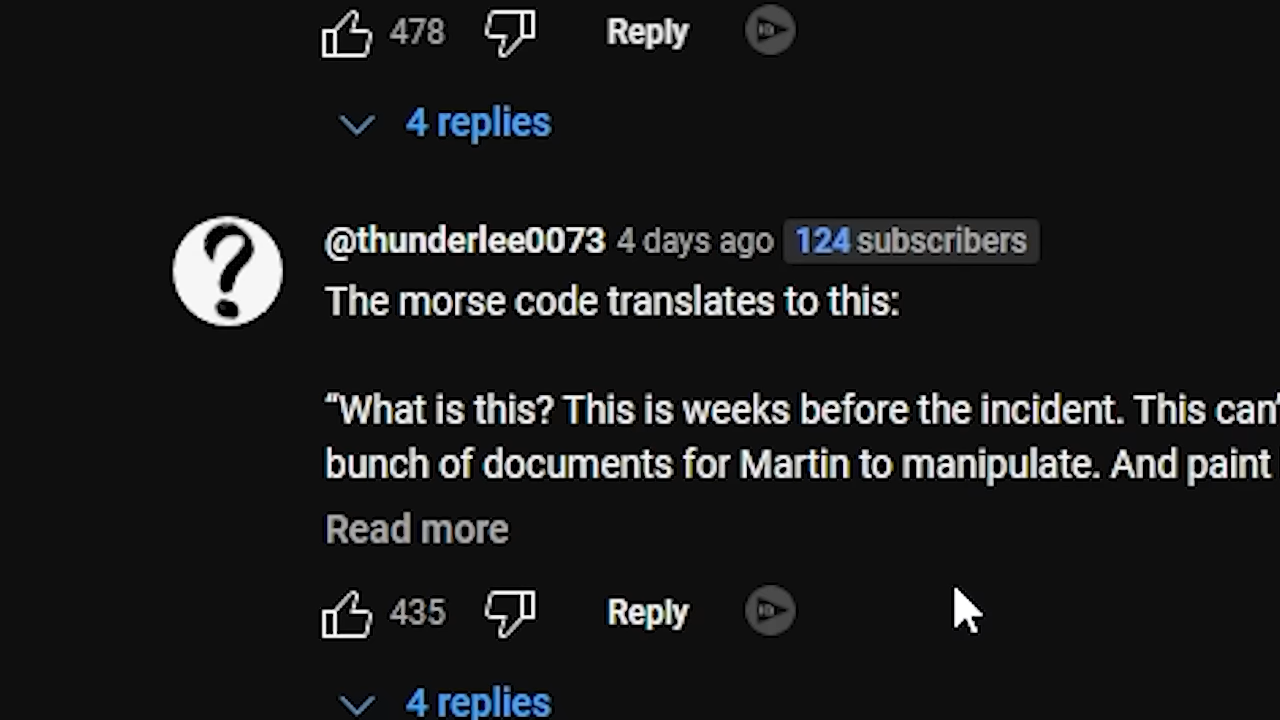 478 Reply
4 replies
@thunderlee0073 4 days ago 124 subscribers
The morse code translates to this:
“What is this? This is weeks before the incident. This can'
bunch of documents for Martin to manipulate. And paint
Read more
435 Reply
4 replies